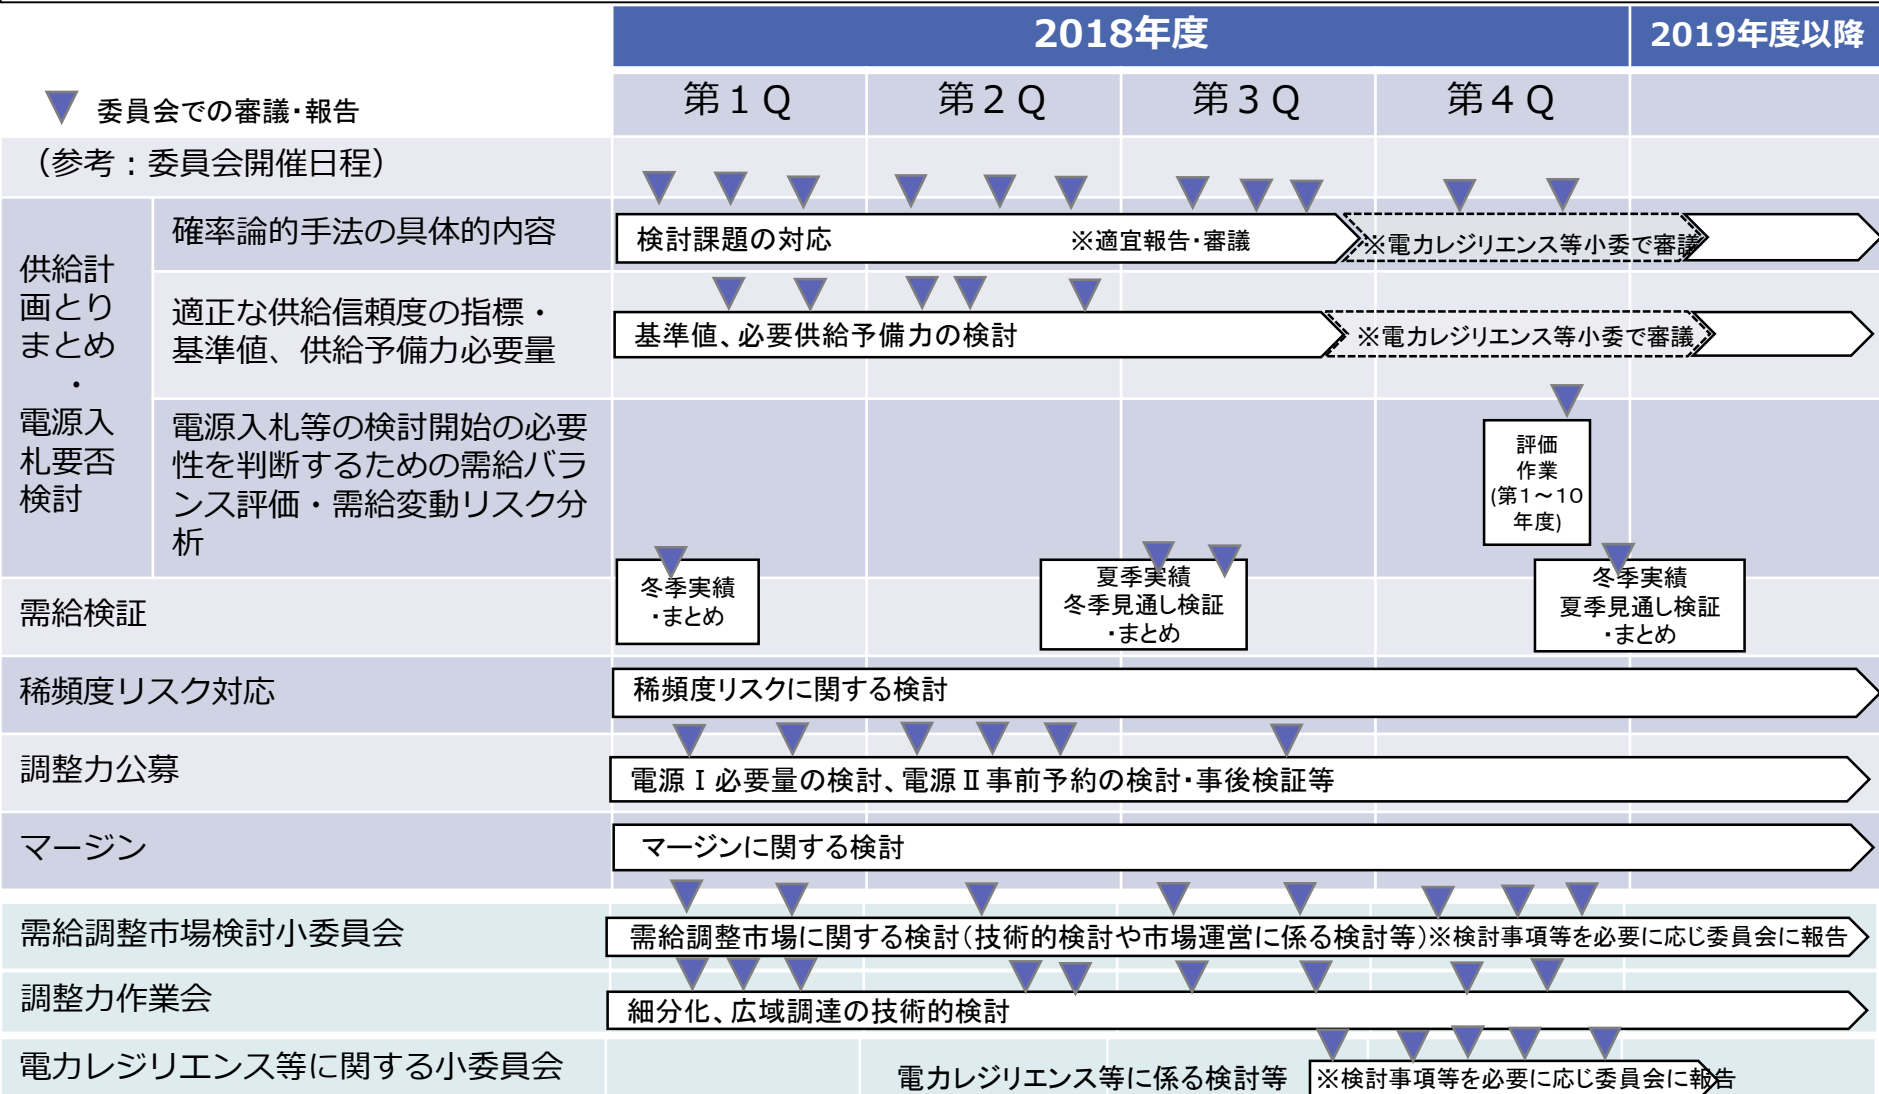 2018年度
2019年度以降
委員会での審議・報告
第１Ｑ
第２Ｑ
第３Ｑ
第４Ｑ
（参考：委員会開催日程）
供給計
画とり
まとめ
・
電源入
札要否
検討
確率論的手法の具体的内容
検討課題の対応
※適宜報告・審議
※電力レジリエンス等小委で審議
適正な供給信頼度の指標・
基準値、供給予備力必要量
基準値、必要供給予備力の検討
※電力レジリエンス等小委で審議
電源入札等の検討開始の必要
性を判断するための需給バラ
ンス評価・需給変動リスク分
析
評価
作業
(第１～１０
年度)
需給検証
冬季実績
・まとめ
夏季実績
冬季見通し検証
・まとめ
冬季実績
夏季見通し検証
・まとめ
稀頻度リスク対応
稀頻度リスクに関する検討
調整力公募
電源Ⅰ必要量の検討、電源Ⅱ事前予約の検討・事後検証等
マージン
マージンに関する検討
需給調整市場検討小委員会
需給調整市場に関する検討（技術的検討や市場運営に係る検討等）※検討事項等を必要に応じ委員会に報告
調整力作業会
細分化、広域調達の技術的検討
電力レジリエンス等に関する小委員会
電力レジリエンス等に係る検討等
※検討事項等を必要に応じ委員会に報告